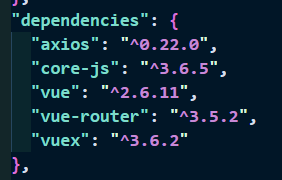 },
"dependencies": {
"axios": "^0.22.0",
"core-js": "^3.6.5",
"vue": "^2.6.11",
"vue-router": "^3.5.2",
"vuex": "^3.6.2"
},